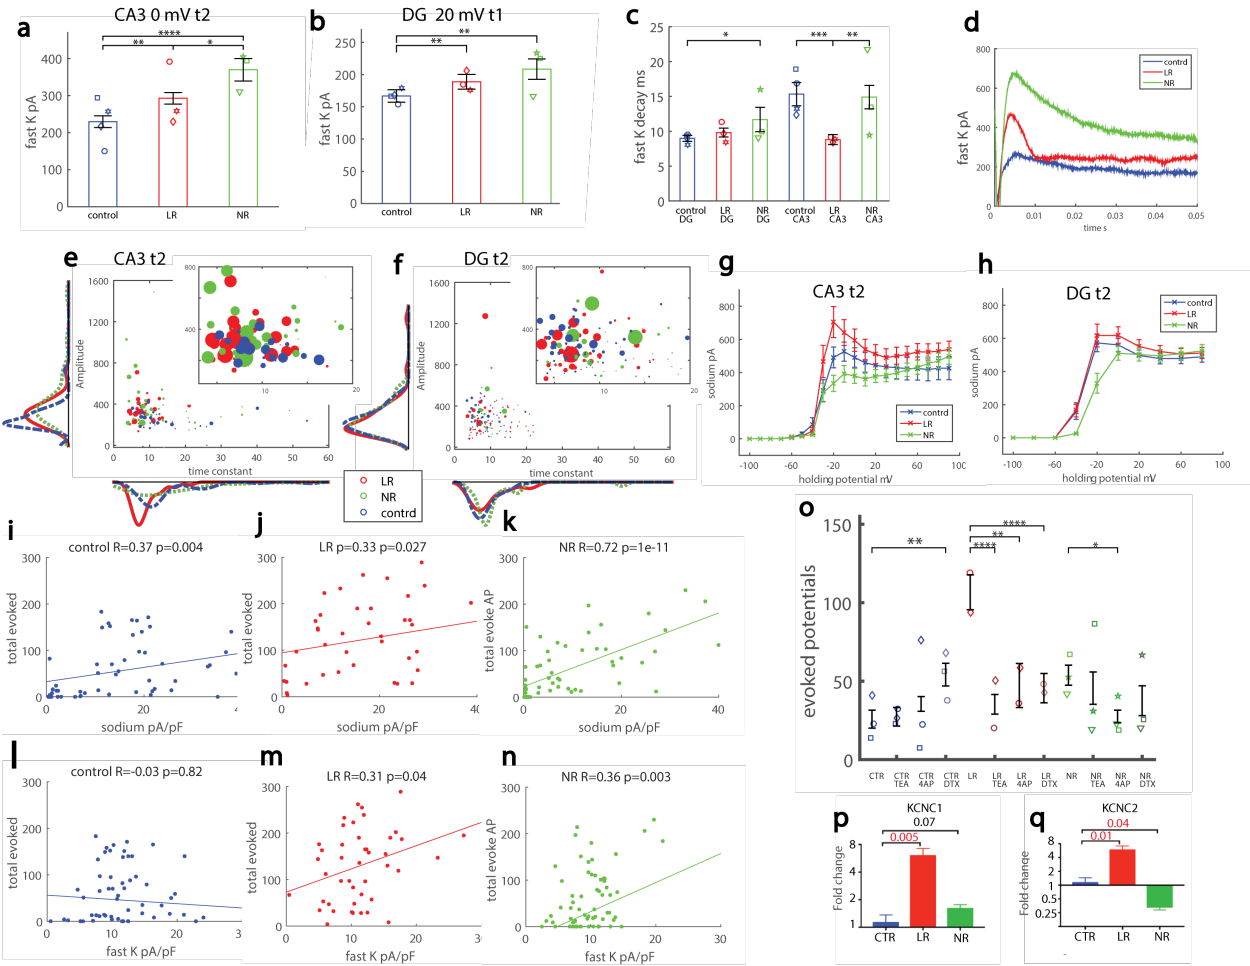 a
CA3 0 mV t2
fast K pA
400
300
200
100
0
****
**
*
control
LR
NR
b
DG 20 mV t1
fast K pA
250
200
150
100
50
0
**
**
control
LR
NR
c
fast K decay ms
25
20
15
10
5
0
*
***
**
control DG
LR DG
NR DG
control CA3
LR CA3
NR CA3
d
fast K pA
800
600
400
200
0
0
0.01
0.02
0.03
0.04
0.05
time s
contrd
LR
NR
e
CA3 t2
Amplitude
1600
1200
800
400
0
0 10 20 30 40 50 60
time constant
800
400
10
20
f
DG t2
Amplitude
1600
1200
800
400
0
0 10 20 30 40 50 60
time constant
800
400
10
20
LR
NR
contrd
g
CA3 t2
sodium pA
800
600
400
200
0
-100
-60
-20
20
60
10C
holding potential mV
contrd
LR
NR
h
DG t2
sodium pA
800
600
400
200
0
-100
-60
-20
20
60
100
holding potential mV
contrd
LR
NR
i
control R=0.37 p=0.004
total evoked
300
200
100
0
0
20
4
sodium pA/pF
j
LR p=0.33 p=0.027
total evoked
300
200
100
0
0
20
40
sodium pA/pF
k
NR R=0.72 p=1e-11
total evoke AP
300
200
100
0
0
20
40
sodium pA/pF
l
control R=-0.03 p=0.82
total evoked
300
200
100
0
0
10
20
30
fast K pA/pF
m
LR R=0.31 p=0.04
total evoked
300
200
100
0
0
10
20
30
fast K pA/pF
n
NR R=0.36 p=0.003
total evoke AP
300
200
100
0
0
10
20
30
fast K pA/pF
o
evoked potentials
150
100
50
0
**
****
**
****
*
CTR
CTR TEA
CTR 4AP
CTR DTX
LR
LR TEA
LR 4AP
LR DTX
NR
NR TEA
NR 4AP
NR DTX
p
KCNC1
0.07
0.005
Fold change
8
4
2
1
CTR
LR
NR
q
KCNC2
0.04
0.01
Fold change
8
4
2
1
0.5
0.25
CTR
LR
NR